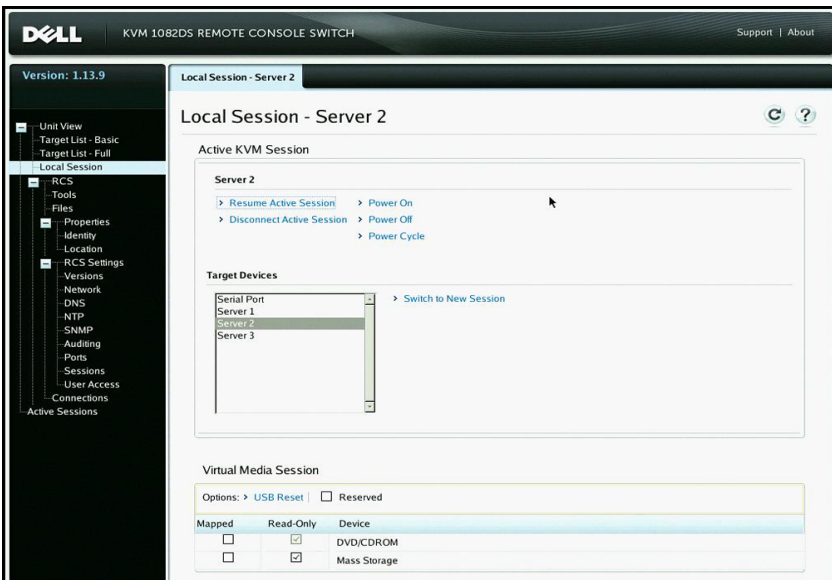 DELL KVM 1082DS REMOTE CONSOLE SWITCH Support | About
Version: 1.13.9
Unit View
Target List - Basic
Target List - Full
Local Session
RCS
Tools
Files
Properties
Identity
Location
RCS Settings
Versions
Network
DNS
NTP
SNMP
Auditing
Ports
Sessions
User Access
Connections
Active Sessions
Local Session - Server 2
Local Session - Server 2
Active KVM Session
Server 2
Resume Active Session Power On
Disconnect Active Session Power Off
Power Cycle
Target Devices
Serial Port Switch to New Session
Server 1
Server 2
Server 3
Virtual Media Session
Options: USB Reset | Reserved
Mapped Read-Only Device
DVD/CDROM
Mass Storage